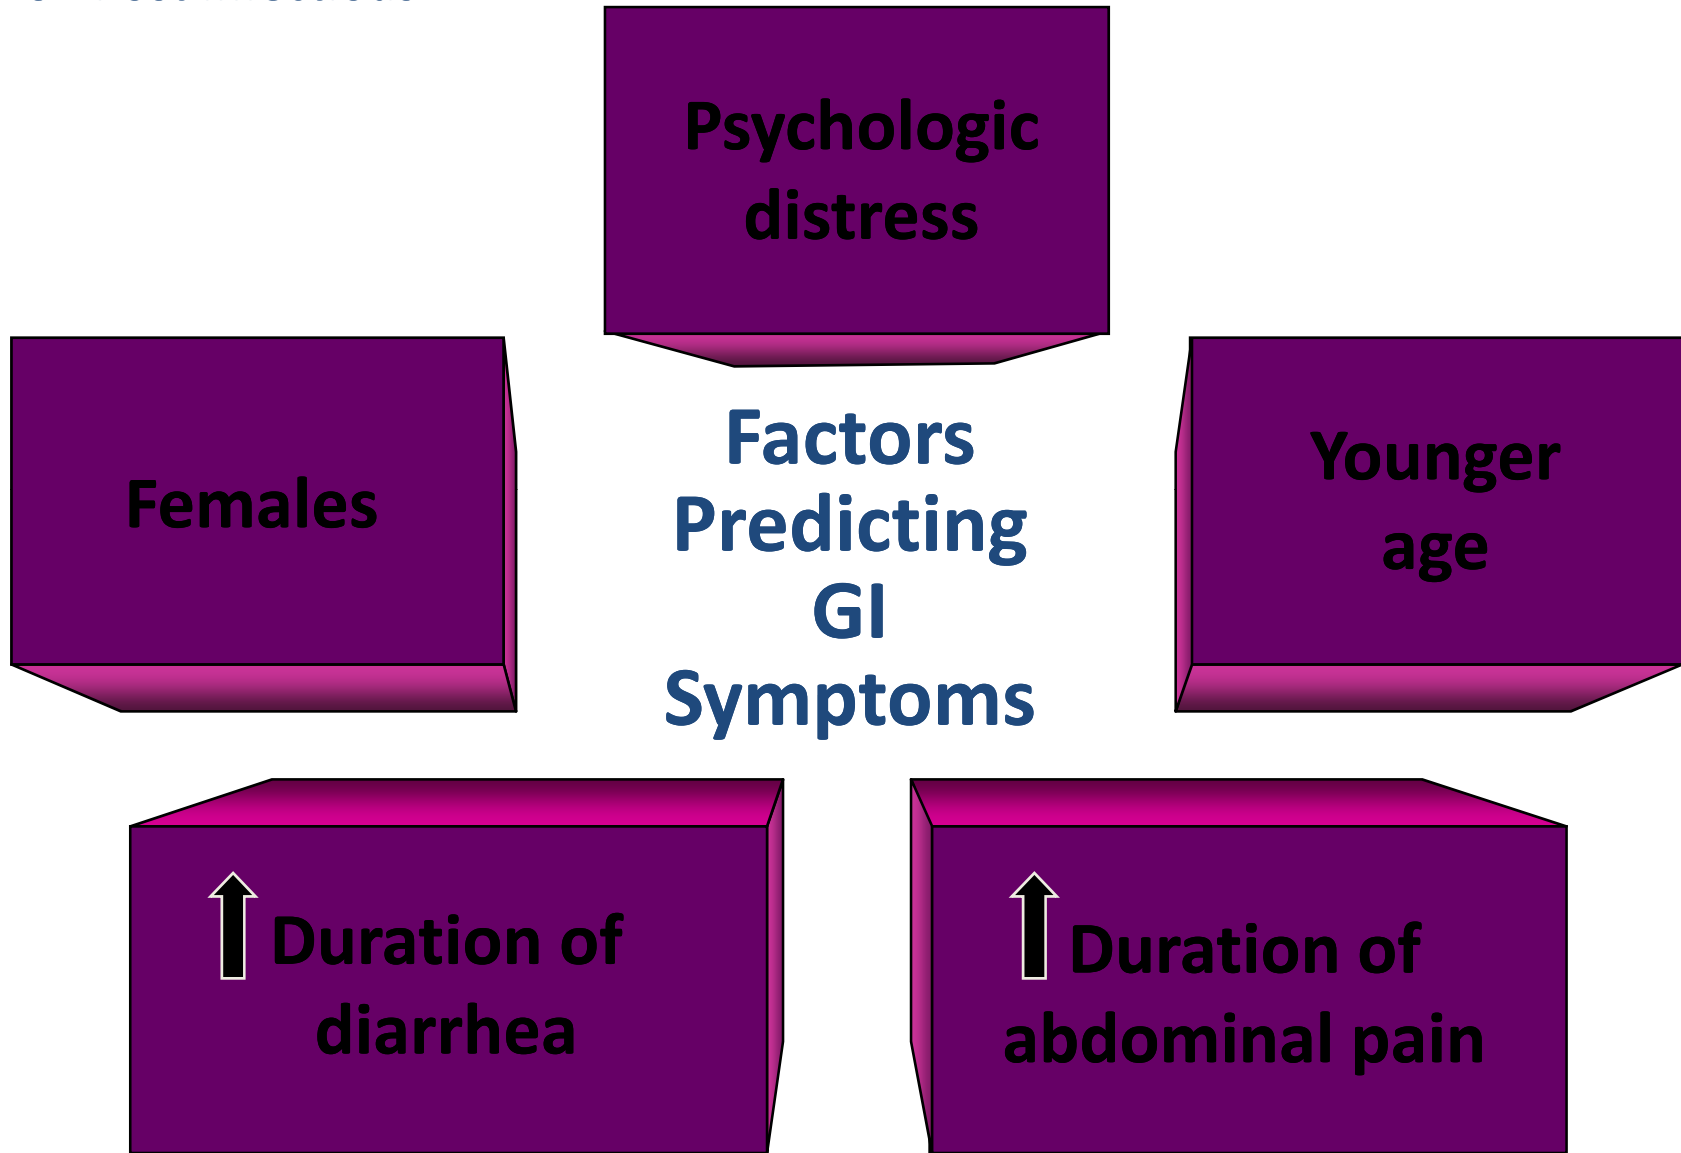 Psychologic
distress
Females
Factors
Predicting
GI
Symptoms
Younger
age
Duration of
diarrhea
Duration of
abdominal pain